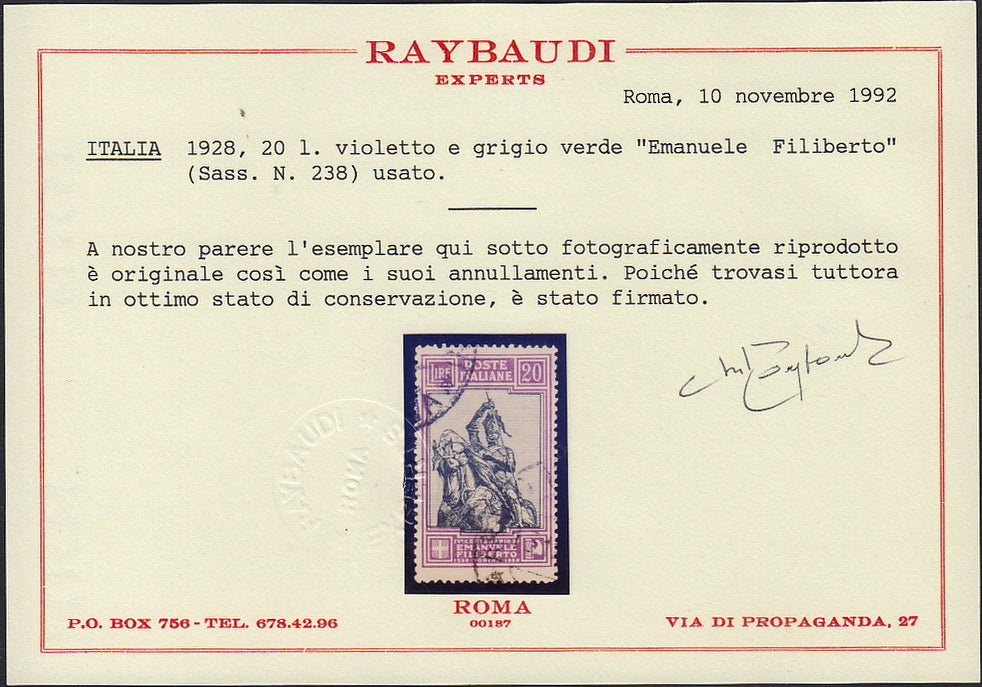 RAYBAUDI
EXPERTS
Roma, 10 novembre 1992
ITALIA 1928, 20 l. violetto e grigio verde "Emanuele Filiberto"
(Sass. N. 238) usato.
A nostro parere l'esemplare qui sotto fotograficamente riprodotto
è originale così come i suoi annullamenti. Poiché trovasi tuttora
in ottimo stato di conservazione, è stato firmato.
LIRE POSTE ITALIANE 20
EMANUELE
FILIBERTO
RAYBAUDI
ROMA
ROMA
00187
P.O. BOX 756 - TEL. 678.42.96
VIA DI PROPAGANDA, 27